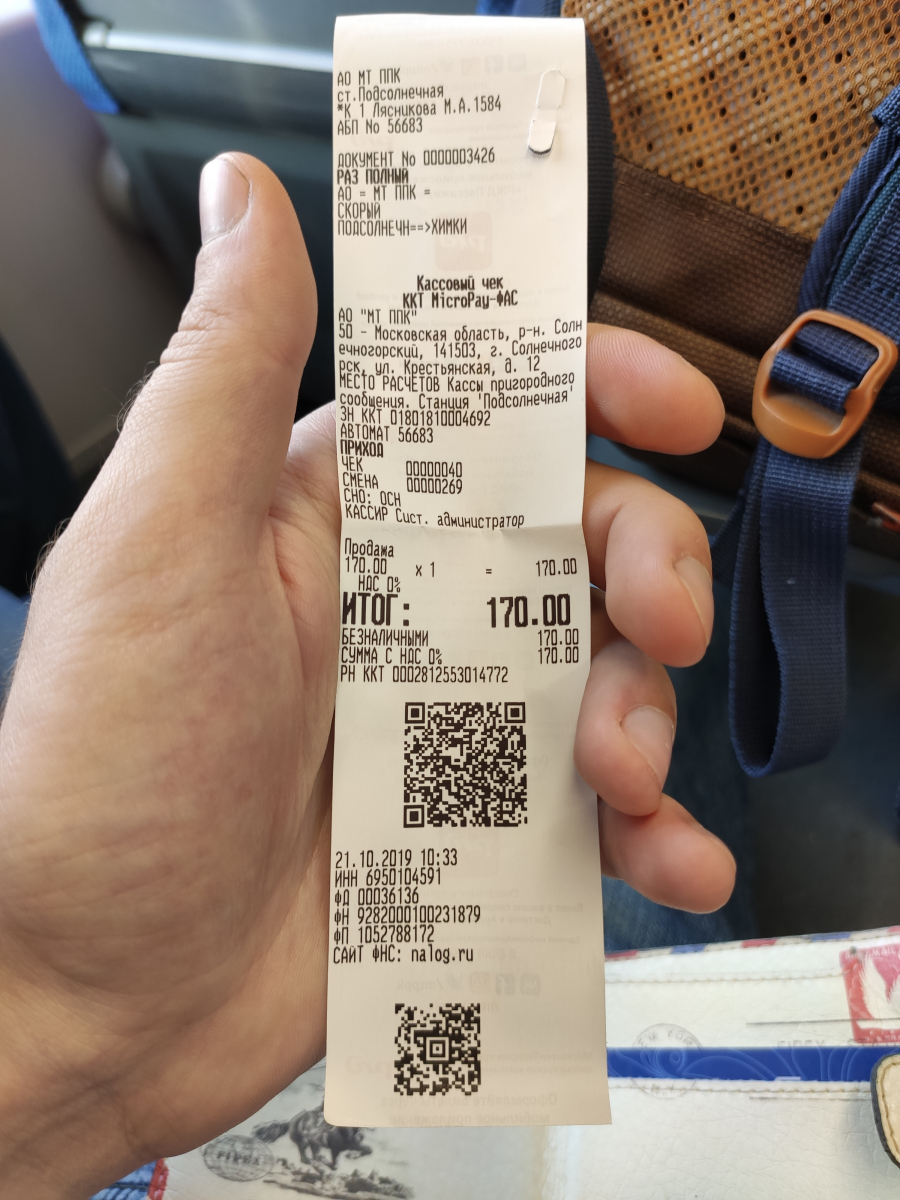 АО МТ ППК
ст.Подсолнечная
*К 1 Лясникова М.А.1584
АБП No 56683
ДОКУМЕНТ No 0000003426
РАЗ ПОЛНЫЙ
АО = МТ ППК =
СКОРЫЙ
ПОДСОЛНЕЧН==>ХИМКИ
Кассовый чек
ККТ MicroPay-ФАС
АО "МТ ППК"
50 - Московская область, р-н. Солн
ечногорский, 141503, г. Солнечного
рск, ул. Крестьянская, д. 12
МЕСТО РАСЧЕТОВ Кассы пригородного
сообщения. Станция 'Подсолнечная'
ЗН ККТ 01801810004692
АВТОМАТ 56683
ПРИХОД
ЧЕК 00000040
СМЕНА 00000269
СНО: ОСН
КАССИР Сист. администратор
Продажа
170.00 x 1 = 170.00
НДС 0%
ИТОГ: 170.00
БЕЗНАЛИЧНЫМИ 170.00
СУММА С НДС 0% 170.00
РН ККТ 0002812553014772
21.10.2019 10:33
ИНН 6950104591
ФД 00036136
ФН 9282000100231879
ФП 1052788172
САЙТ ФНС: nalog.ru